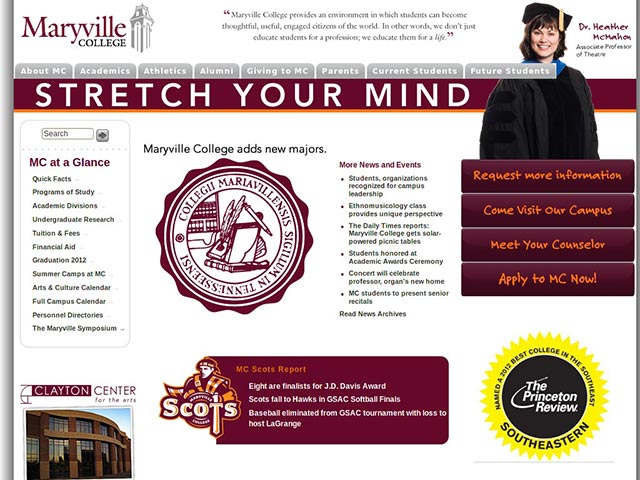 Maryville
COLLEGE
“Maryville College provides an environment in which students can become
thoughtful, useful, engaged citizens of the world. In other words, we don't just
educate students for a profession; we educate them for a life.”
Dr. Heather
McMahon
Associate Professor
of Theatre
About MC
Academics
Athletics
Alumni
Giving to MC
Parents
Current Students
Future Students
STRETCH YOUR MIND
Search
MC at a Glance
Quick Facts
Programs of Study
Academic Divisions
Undergraduate Research
Tuition & Fees
Financial Aid
Graduation 2012
Summer Camps at MC
Arts & Culture Calendar
Full Campus Calendar
Personnel Directories
The Maryville Symposium
Maryville College adds new majors.
COLLEGII MARIAVILLENSIS SIGILLUM IN TENNESSEENSI
More News and Events
Students, organizations
recognized for campus
leadership
Ethnomusicology class
provides unique perspective
The Daily Times reports:
Maryville College gets solar-
powered picnic tables
Students honored at
Academic Awards Ceremony
Concert will celebrate
professor, organ's new home
MC students to present senior
recitals
Read News Archives
Request more information
Come Visit Our Campus
Meet Your Counselor
Apply to MC Now!
CLAYTON CENTER
for the arts
MARYVILLE
SCOTS
COLLEGE
MC Scots Report
Eight are finalists for J.D. Davis Award
Scots fall to Hawks in GSAC Softball Finals
Baseball eliminated from GSAC tournament with loss to
host LaGrange
NAMED A 2012 BEST COLLEGE IN THE SOUTHEAST
The
Princeton
Review.
SOUTHEASTERN